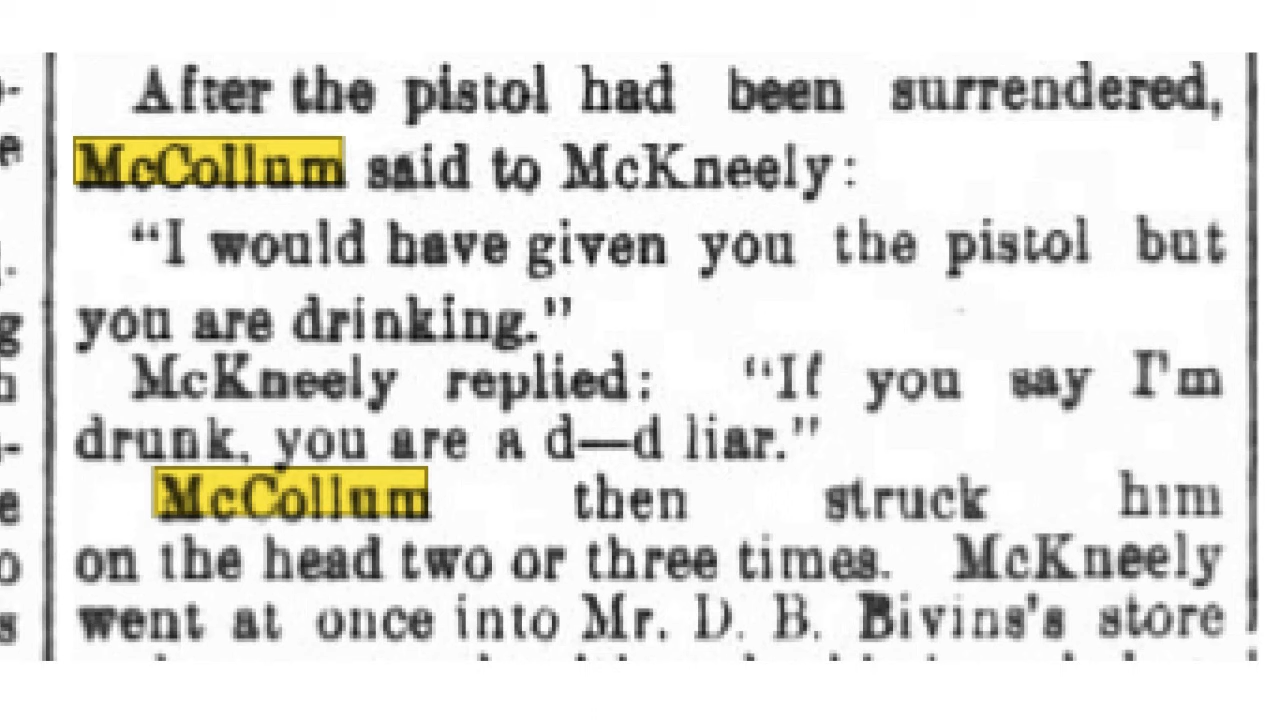 After the pistol had been surrendered,
McCollum said to McKneely:
"I would have given you the pistol but
you are drinking."
McKneely replied: "If you say I'm
drunk, you are a d—d liar."
McCollum then struck him
on the head two or three times. McKneely
went at once into Mr. D. B. Bivins's store